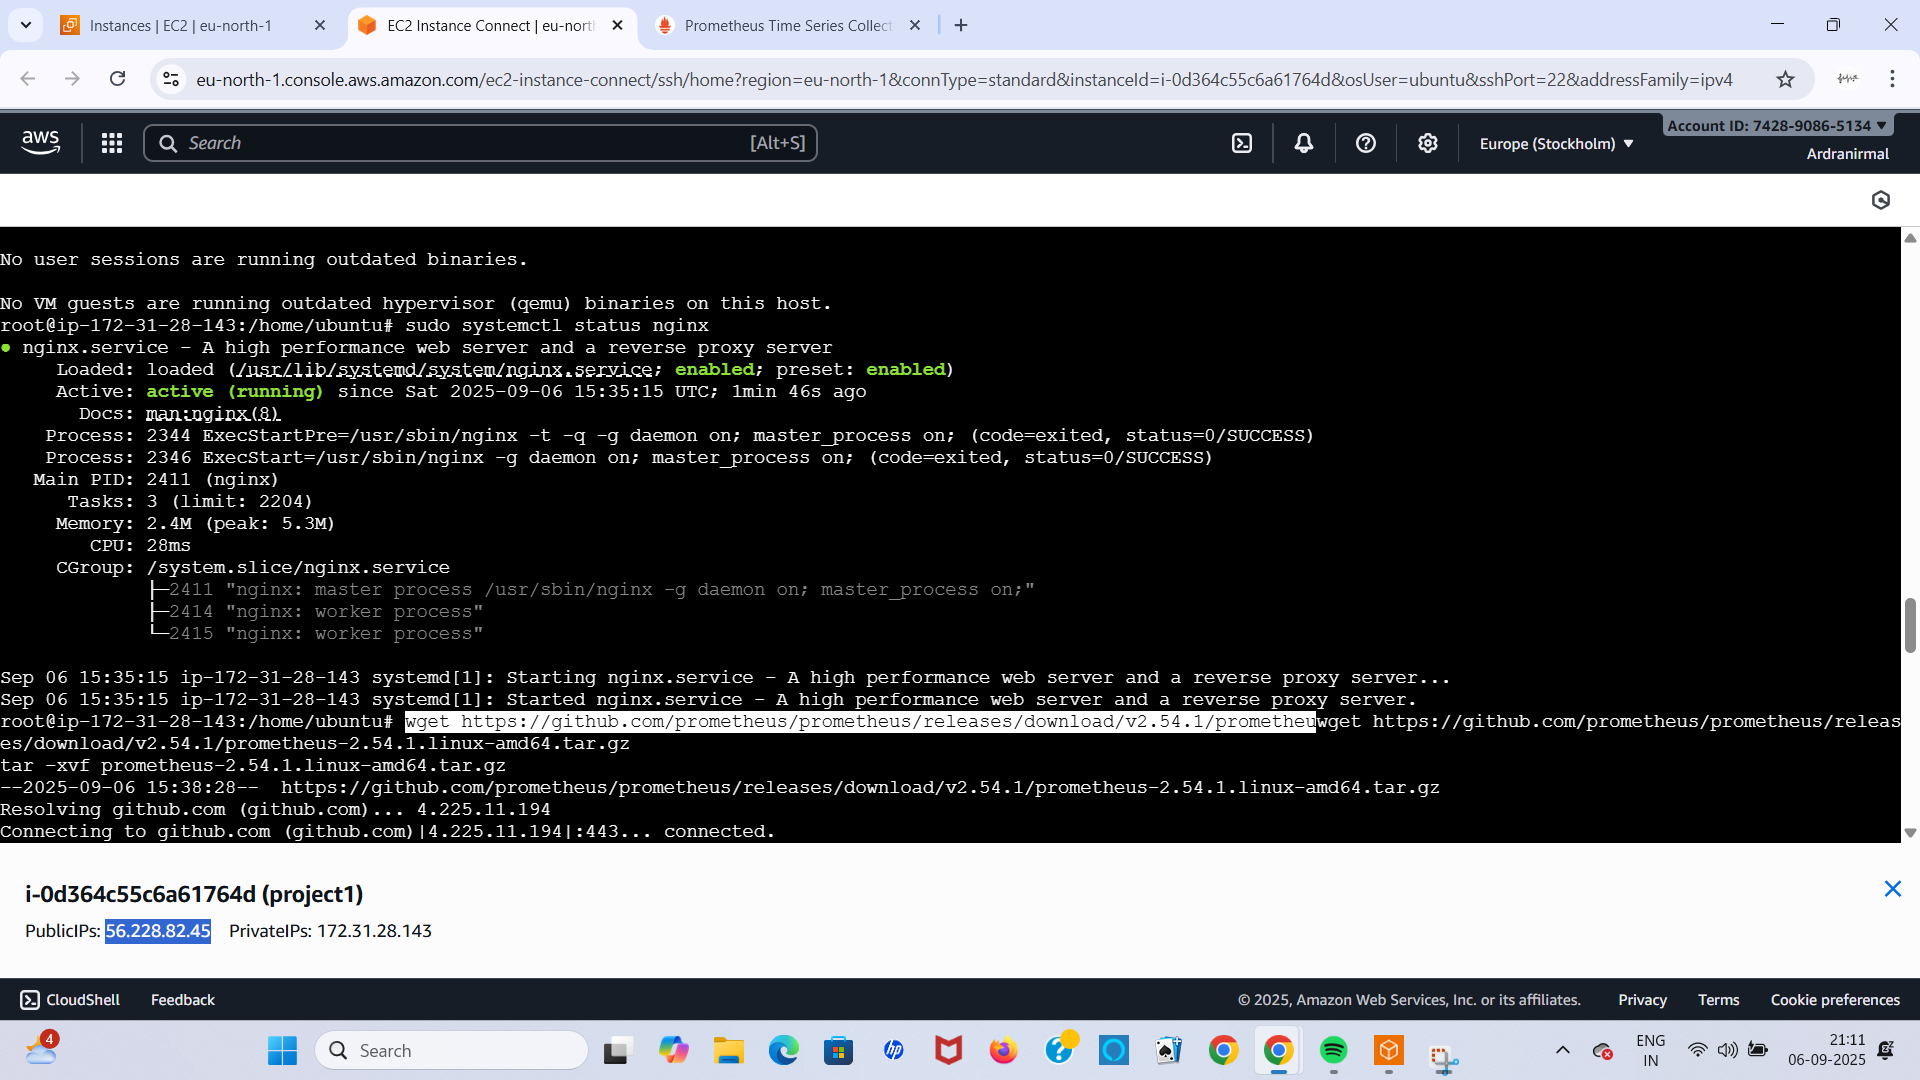 Instances | EC2 | eu-north-1
EC2 Instance Connect | eu-nort
Prometheus Time Series Collect
eu-north-1.console.aws.amazon.com/ec2-instance-connect/ssh/home?region=eu-north-1&connType=standard&instanceId=i-0d364c55c6a61764d&osUser=ubuntu&sshPort=22&addressFamily=ipv4
aws
Search
[Alt+S]
Europe (Stockholm)
Account ID: 7428-9086-5134
Ardranirmal
No user sessions are running outdated binaries.
No VM guests are running outdated hypervisor (qemu) binaries on this host.
root@ip-172-31-28-143:/home/ubuntu# sudo systemctl status nginx
● nginx.service - A high performance web server and a reverse proxy server
Loaded: loaded (/usr/lib/systemd/system/nginx.service; enabled; preset: enabled)
Active: active (running) since Sat 2025-09-06 15:35:15 UTC; 1min 46s ago
Docs: man:nginx(8)
Process: 2344 ExecStartPre=/usr/sbin/nginx -t -q -g daemon on; master_process on; (code=exited, status=0/SUCCESS)
Process: 2346 ExecStart=/usr/sbin/nginx -g daemon on; master_process on; (code=exited, status=0/SUCCESS)
Main PID: 2411 (nginx)
Tasks: 3 (limit: 2204)
Memory: 2.4M (peak: 5.3M)
CPU: 28ms
CGroup: /system.slice/nginx.service
├─2411 "nginx: master process /usr/sbin/nginx -g daemon on; master_process on;"
├─2414 "nginx: worker process"
└─2415 "nginx: worker process"
Sep 06 15:35:15 ip-172-31-28-143 systemd[1]: Starting nginx.service - A high performance web server and a reverse proxy server...
Sep 06 15:35:15 ip-172-31-28-143 systemd[1]: Started nginx.service - A high performance web server and a reverse proxy server.
root@ip-172-31-28-143:/home/ubuntu# wget https://github.com/prometheus/prometheus/releases/download/v2.54.1/prometheuwget https://github.com/prometheus/prometheus/releas
es/download/v2.54.1/prometheus-2.54.1.linux-amd64.tar.gz
tar -xvf prometheus-2.54.1.linux-amd64.tar.gz
--2025-09-06 15:38:28--  https://github.com/prometheus/prometheus/releases/download/v2.54.1/prometheus-2.54.1.linux-amd64.tar.gz
Resolving github.com (github.com)... 4.225.11.194
Connecting to github.com (github.com)|4.225.11.194|:443... connected.
i-0d364c55c6a61764d (project1)
PublicIPs: 56.228.82.45 PrivateIPs: 172.31.28.143
CloudShell
Feedback
© 2025, Amazon Web Services, Inc. or its affiliates.
Privacy
Terms
Cookie preferences
4
Search
hp
ENG
IN
21:11
06-09-2025